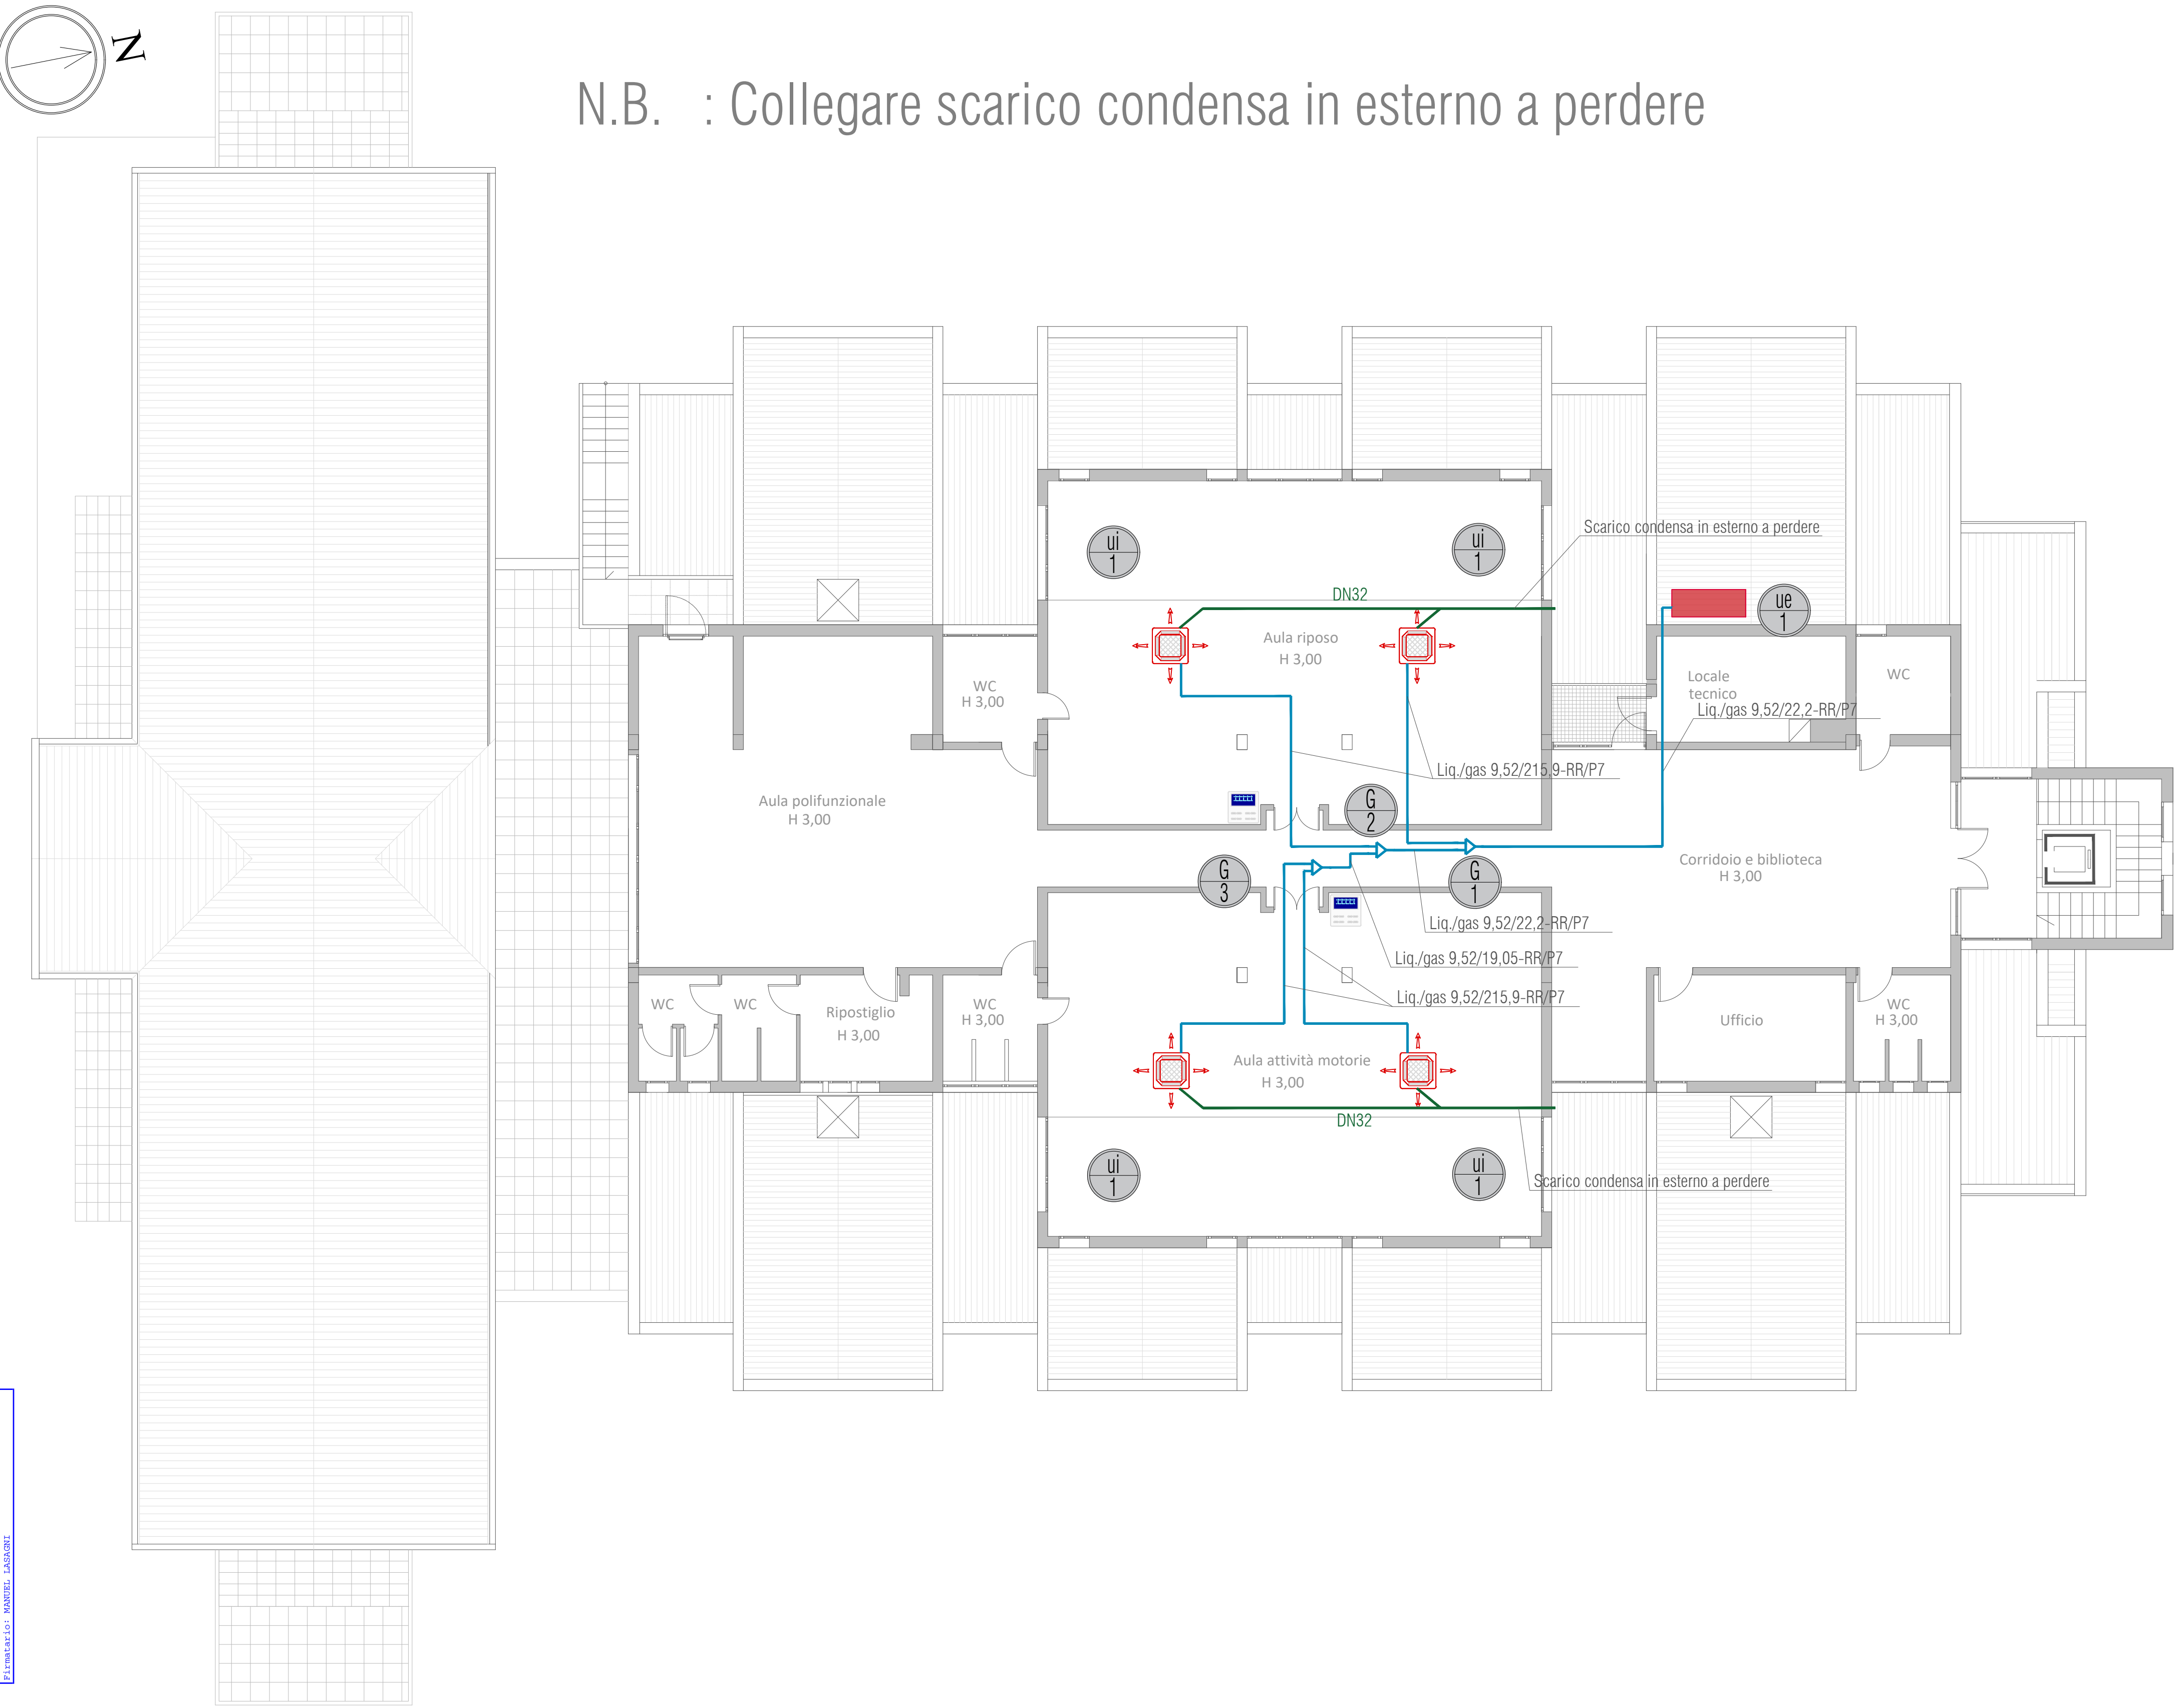 N
N.B. : Collegare scarico condensa in esterno a perdere
ui
1
ui
1
Scarico condensa in esterno a perdere
DN32
ue
1
Aula riposo
H 3,00
WC
H 3,00
Locale
tecnico
WC
Liq./gas 9,52/22,2-RR/P7
Liq./gas 9,52/215,9-RR/P7
Aula polifunzionale
H 3,00
G
2
G
3
G
1
Corridoio e biblioteca
H 3,00
Liq./gas 9,52/22,2-RR/P7
Liq./gas 9,52/19,05-RR/P7
Liq./gas 9,52/215,9-RR/P7
WC
WC
Ripostiglio
H 3,00
WC
H 3,00
Ufficio
WC
H 3,00
Aula attività motorie
H 3,00
DN32
ui
1
ui
1
Scarico condensa in esterno a perdere
Firmatario: MANUEL LASAGNI